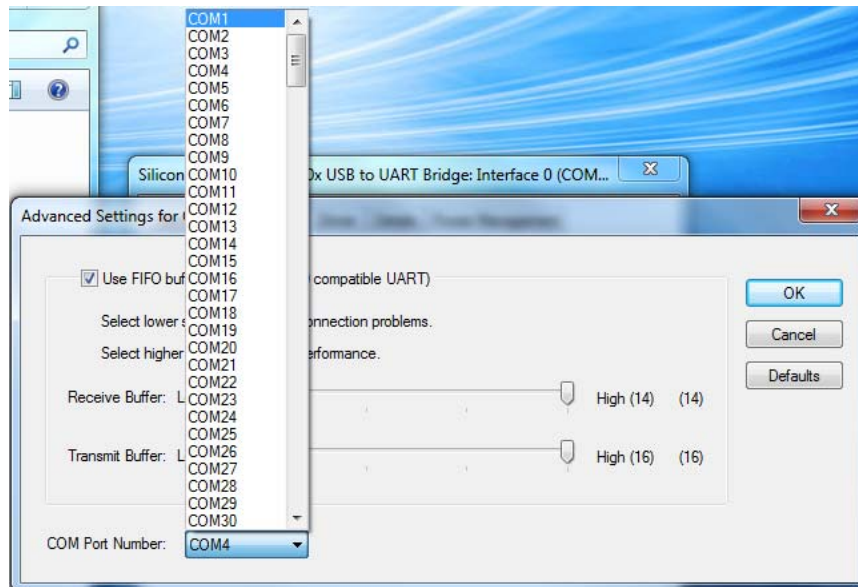 COM1
COM2
COM3
COM4
COM5
COM6
COM7
COM8
COM9
COM10
COM11
COM12
COM13
COM14
COM15
COM16
COM17
COM18
COM19
COM20
COM21
COM22
COM23
COM24
COM25
COM26
COM27
COM28
COM29
COM30
Silicon 0x USB to UART Bridge: Interface 0 (COM...
Advanced Settings for
Use FIFO buf compatible UART)
Select lower s nnection problems.
Select higher erformance.
Receive Buffer: L High (14) (14)
Transmit Buffer: L High (16) (16)
COM Port Number: COM4
OK
Cancel
Defaults